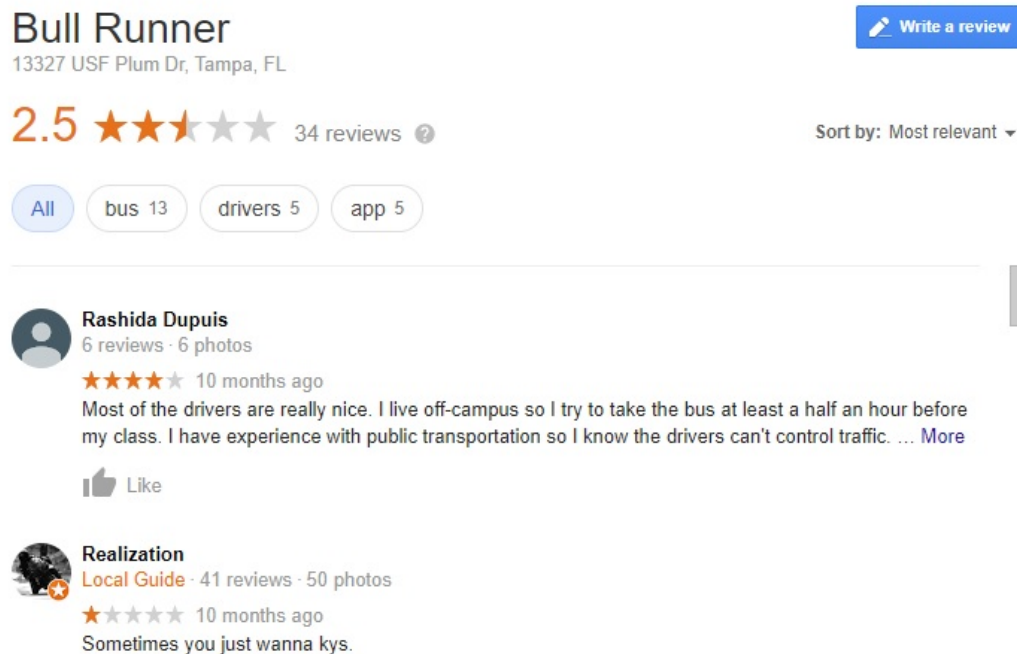 Bull Runner
Write a review
13327 USF Plum Dr, Tampa, FL
2.5
34 reviews ?
Sort by: Most relevant
All
bus 13
drivers 5
app 5
Rashida Dupuis
6 reviews · 6 photos
10 months ago
Most of the drivers are really nice. I live off-campus so I try to take the bus at least a half an hour before
my class. I have experience with public transportation so I know the drivers can't control traffic. … More
Like
Realization
Local Guide · 41 reviews · 50 photos
10 months ago
Sometimes you just wanna kys.